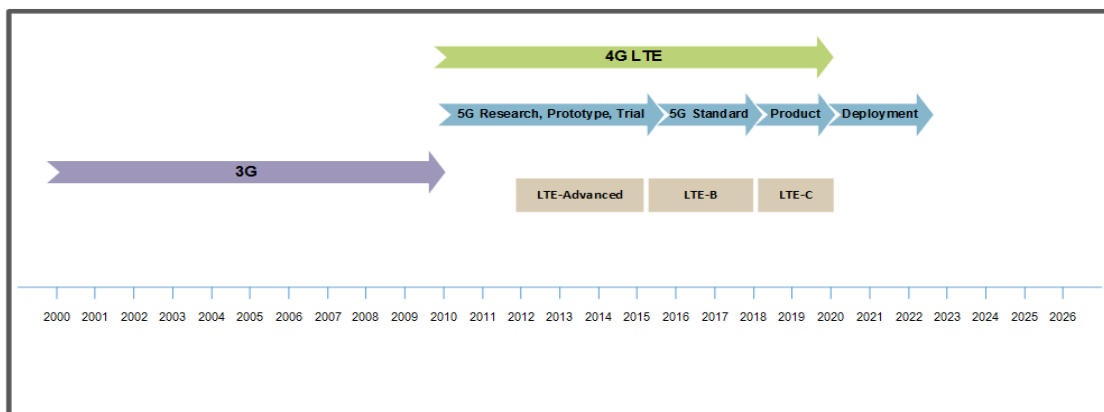 4G LTE
5G Research, Prototype, Trial 5G Standard Product Deployment
3G
LTE-Advanced LTE-B LTE-C
2000 2001 2002 2003 2004 2005 2006 2007 2008 2009 2010 2011 2012 2013 2014 2015 2016 2017 2018 2019 2020 2021 2022 2023 2024 2025 2026